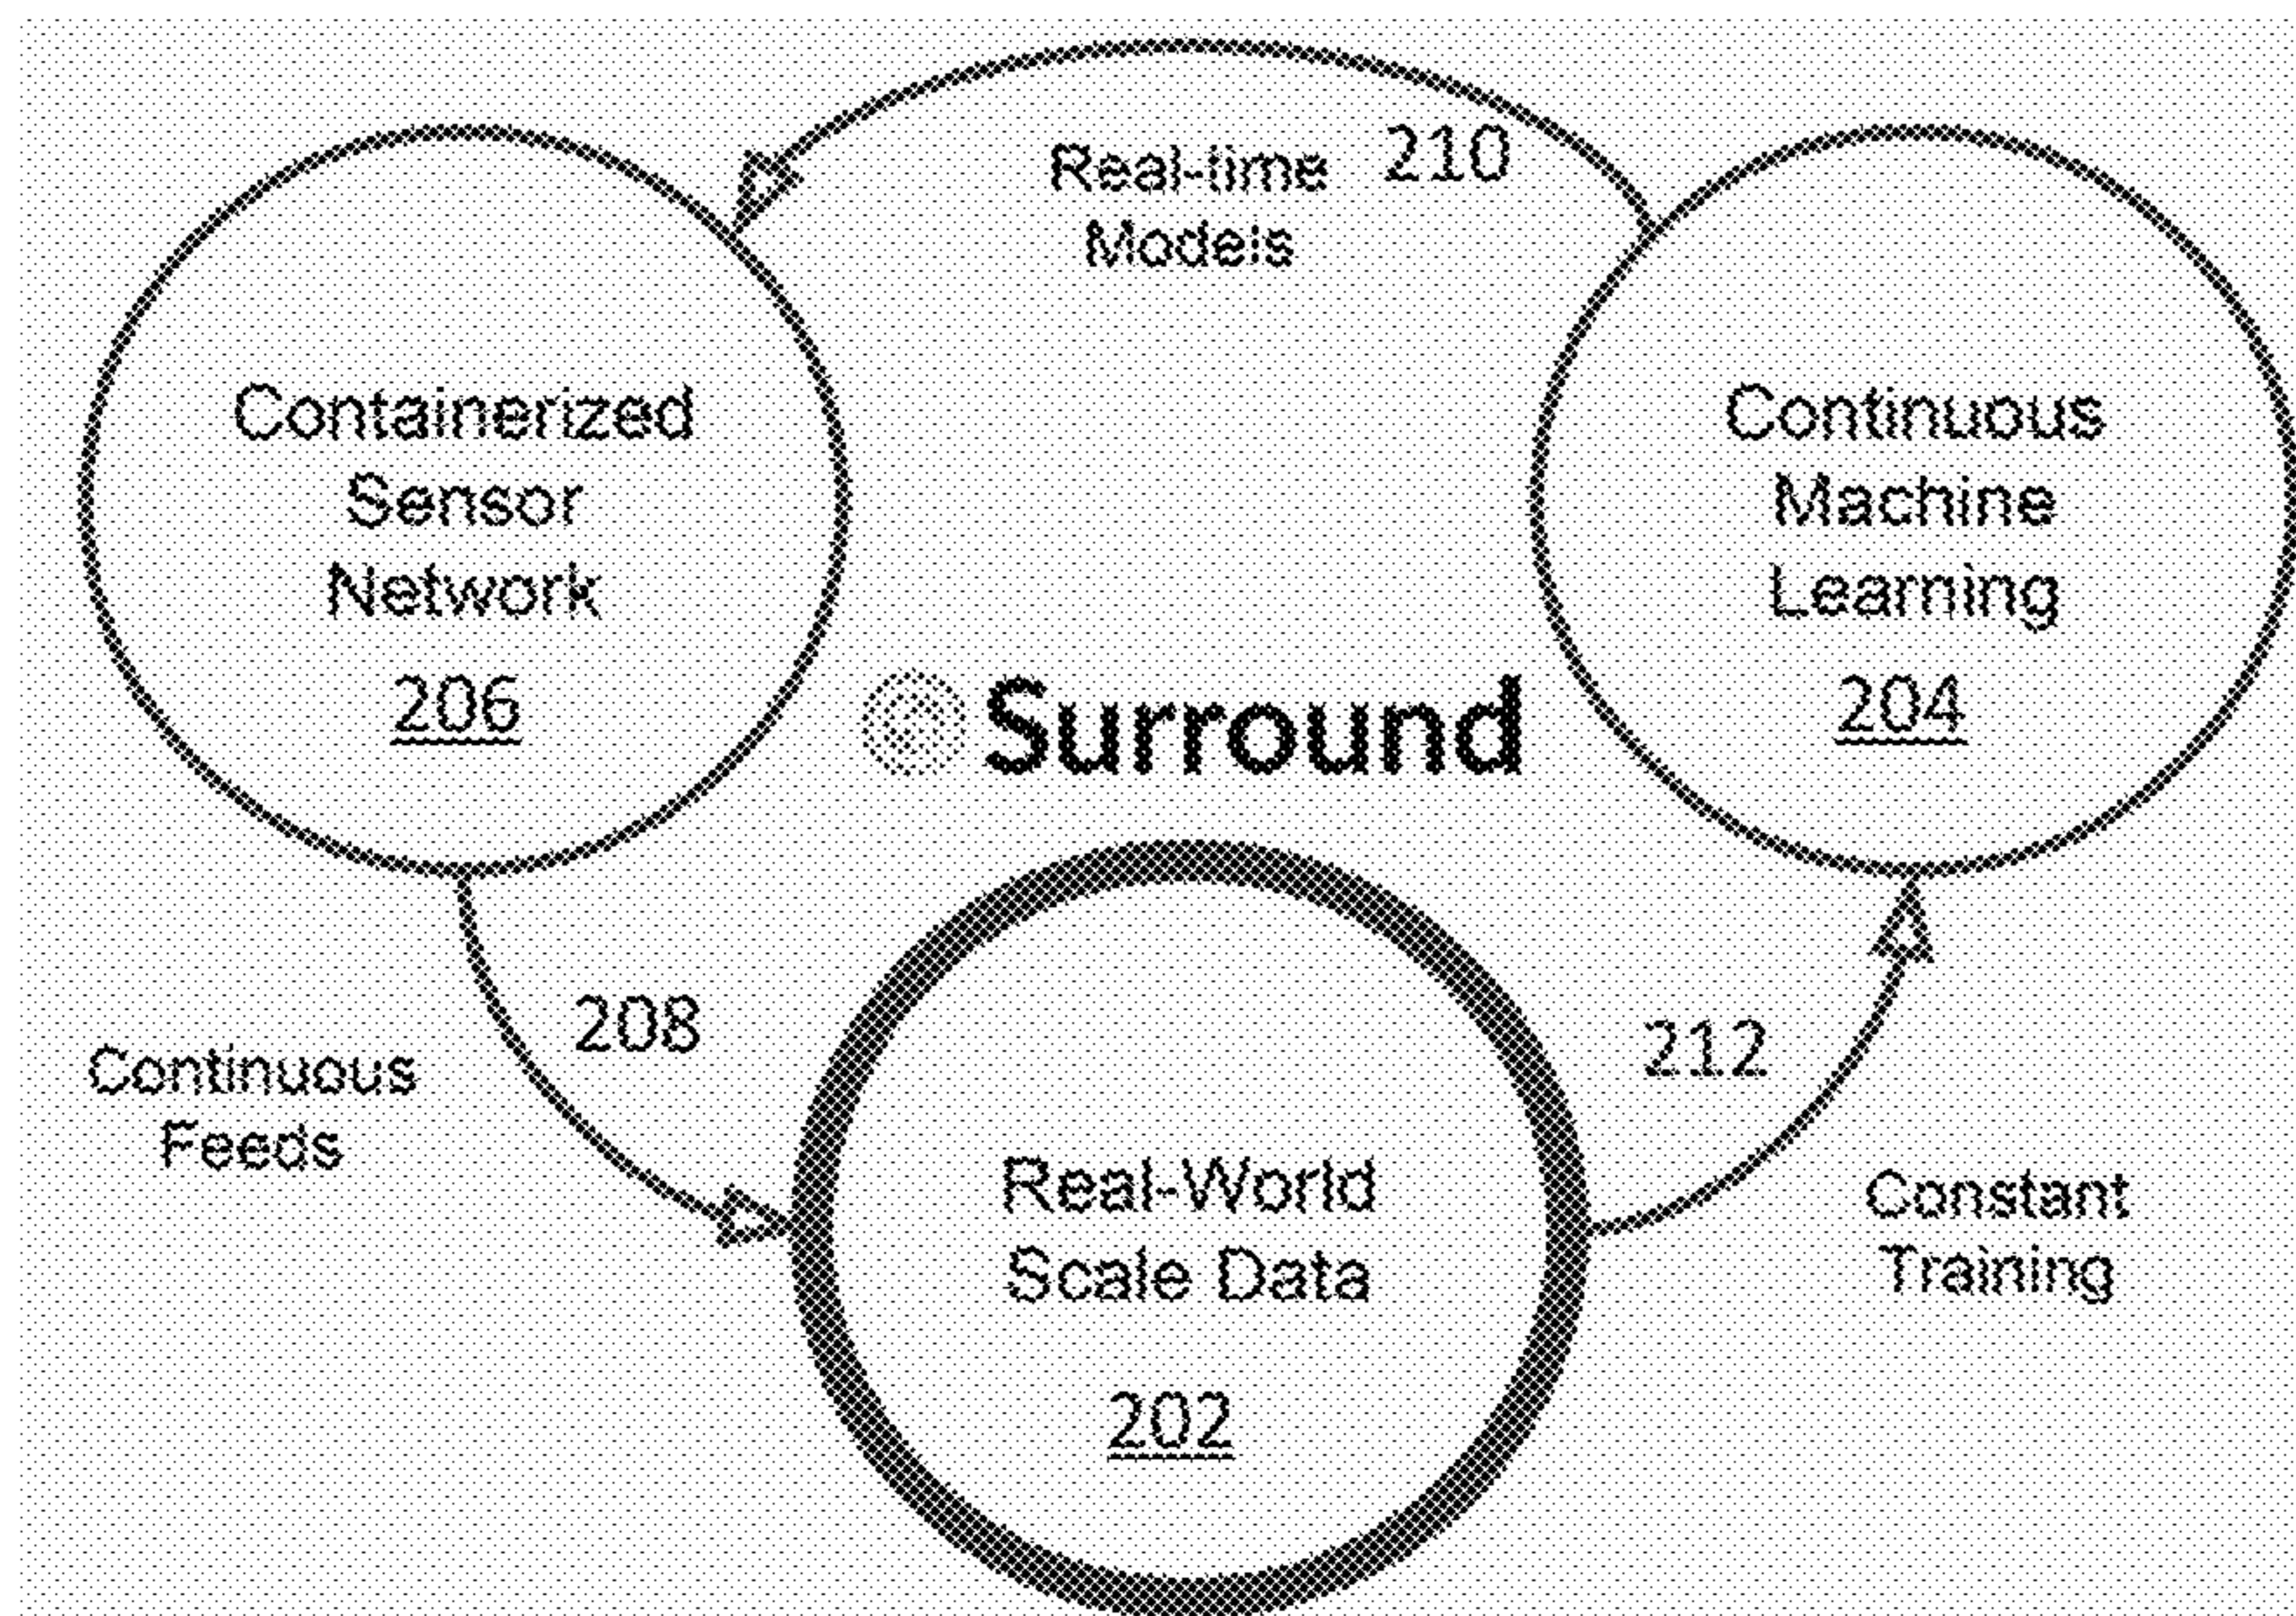 Real-time 210
Models
Containerized
Sensor
Network
206
Continuous
Machine
Learning
204
Surround
208
Continuous
Feeds
212
Constant
Training
Real-World
Scale Data
202